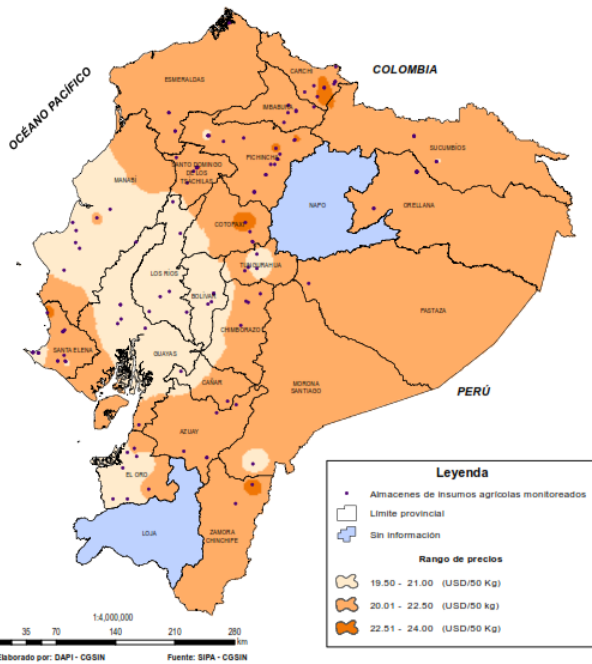 OCÉANO PACÍFICO
COLOMBIA
ESMERALDAS
CARCHI
IMBABURA
SUCUMBÍOS
PICHINCHA
SANTO DOMINGO
DE LOS
TSÁCHILAS
MANABÍ
NAPO
ORELLANA
COTOPAXI
TUNGURAHUA
LOS RÍOS
BOLÍVAR
PASTAZA
CHIMBORAZO
SANTA ELENA
GUAYAS
MORONA
SANTIAGO
CAÑAR
PERÚ
AZUAY
EL ORO
LOJA
ZAMORA
CHINCHIPE
Leyenda
Almacenes de insumos agrícolas monitoreados
Límite provincial
Sin información
Rango de precios
19.50 - 21.00 (USD/50 Kg)
20.01 - 22.50 (USD/50 kg)
22.51 - 24.00 (USD/50 Kg)
1:4,000,000
35 70 140 210 280
km
Elaborado por: DAPI - CGSIN Fuente: SIPA - CGSIN